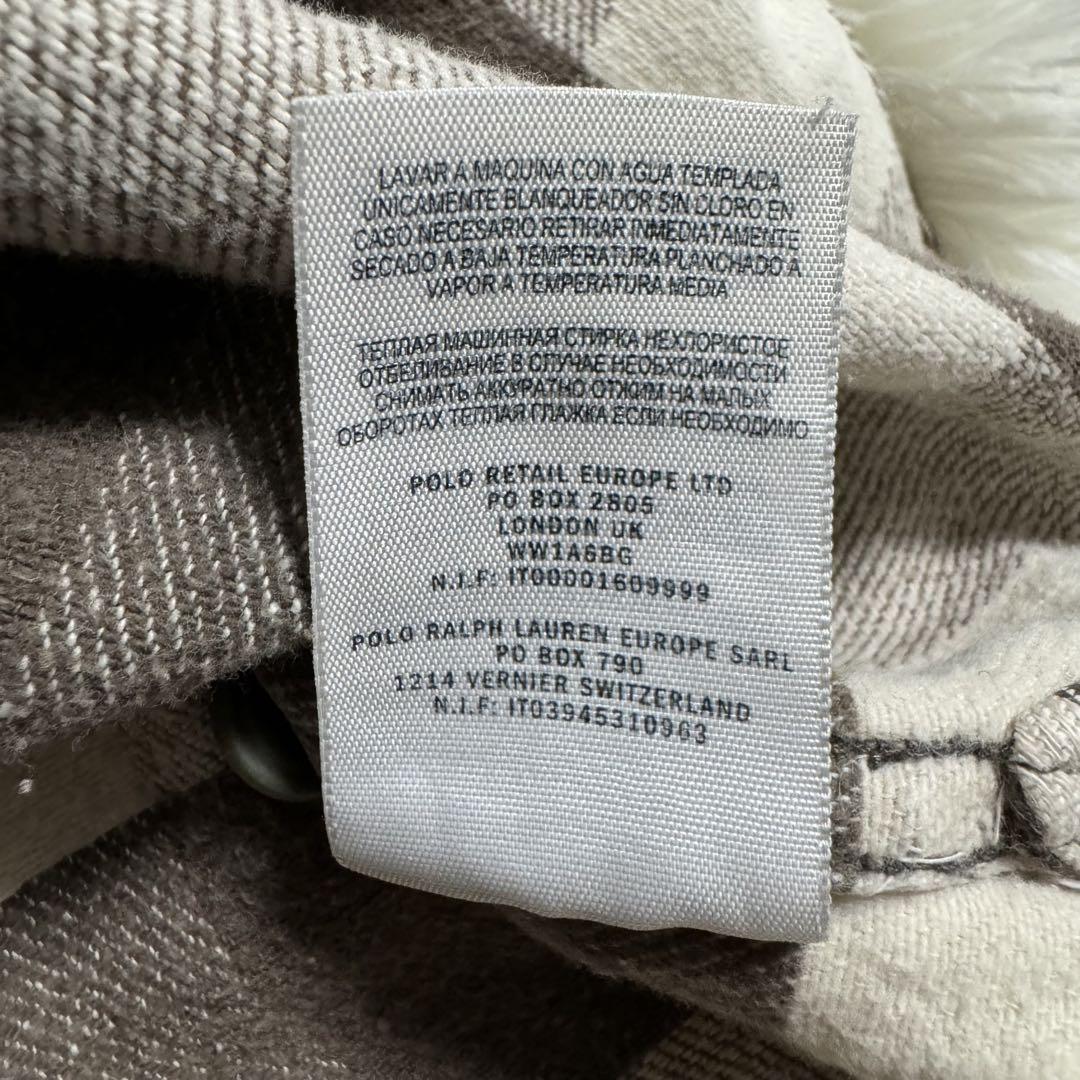 LAVAR A MAQUINA CON AGUA TEMPLADA
UNICAMENTE BLANQUEADOR SIN CLORO EN
CASO NECESARIO RETIRAR INMEDIATAMENTE
SECADO A BAJA TEMPERATURA PLANCHADO A
VAPOR A TEMPERATURA MEDIA
ТЕПЛАЯ МАШИННАЯ СТИРКА НЕХЛОРИСТОЕ
ОТБЕЛИВАНИЕ В СЛУЧАЕ НЕОБХОДИМОСТИ
СНИМАТЬ АККУРАТНО ОТЖИМ НА МАЛЫХ
ОБОРОТАХ ТЕПЛАЯ ГЛАЖКА ЕСЛИ НЕОБХОДИМО
POLO RETAIL EUROPE LTD
PO BOX 2805
LONDON UK
WW1A6BG
N.I.F: IT00001609999
POLO RALPH LAUREN EUROPE SARL
PO BOX 790
1214 VERNIER SWITZERLAND
N.I.F: IT03945310963